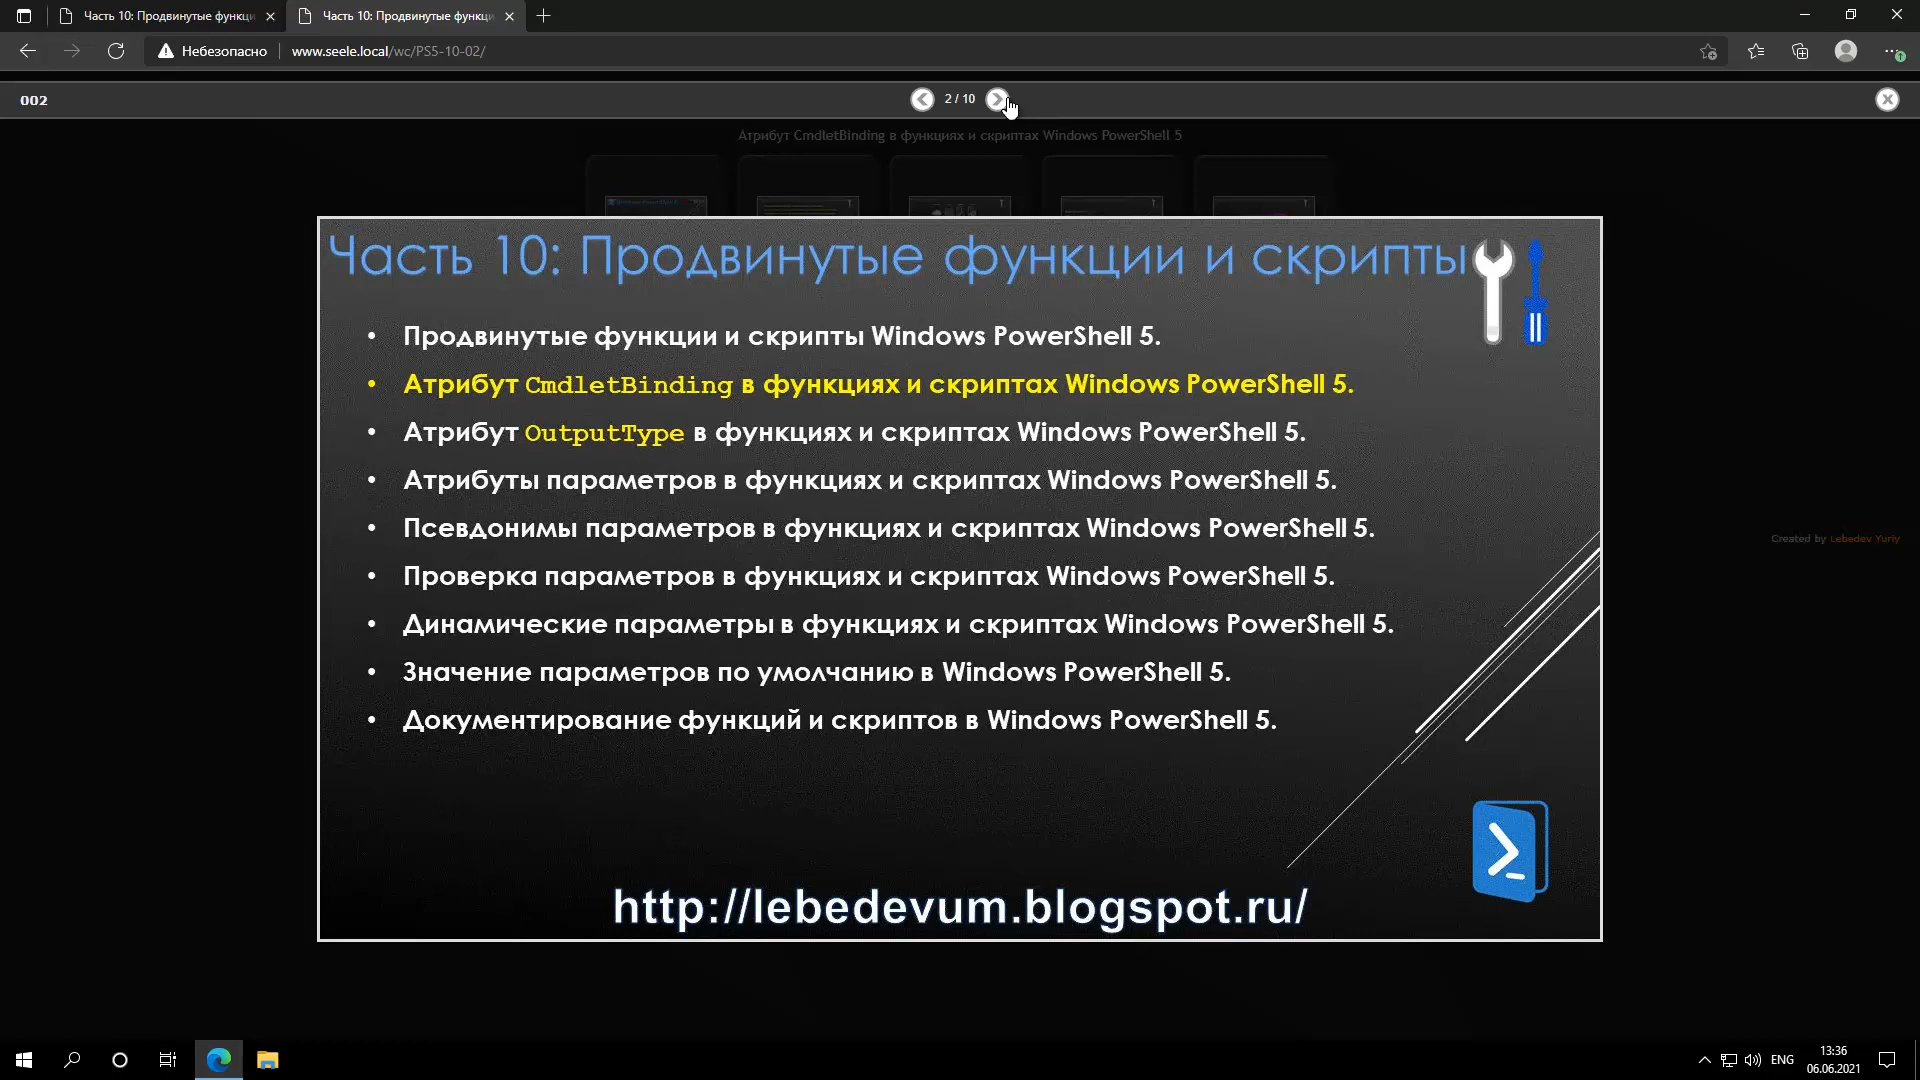 Часть 10: Продвинутые функци
Часть 10: Продвинутые функци
Небезопасно
www.seele.local/wc/PS5-10-02/
002
2 / 10
Атрибут CmdletBinding в функциях и скриптах Windows PowerShell 5
Часть 10: Продвинутые функции и скрипты
• Продвинутые функции и скрипты Windows PowerShell 5.
• Атрибут CmdletBinding в функциях и скриптах Windows PowerShell 5.
• Атрибут OutputType в функциях и скриптах Windows PowerShell 5.
• Атрибуты параметров в функциях и скриптах Windows PowerShell 5.
• Псевдонимы параметров в функциях и скриптах Windows PowerShell 5.
• Проверка параметров в функциях и скриптах Windows PowerShell 5.
• Динамические параметры в функциях и скриптах Windows PowerShell 5.
• Значение параметров по умолчанию в Windows PowerShell 5.
• Документирование функций и скриптов в Windows PowerShell 5.
Created by Lebedev Yuriy
http://lebedevum.blogspot.ru/
ENG
13:36
06.06.2021